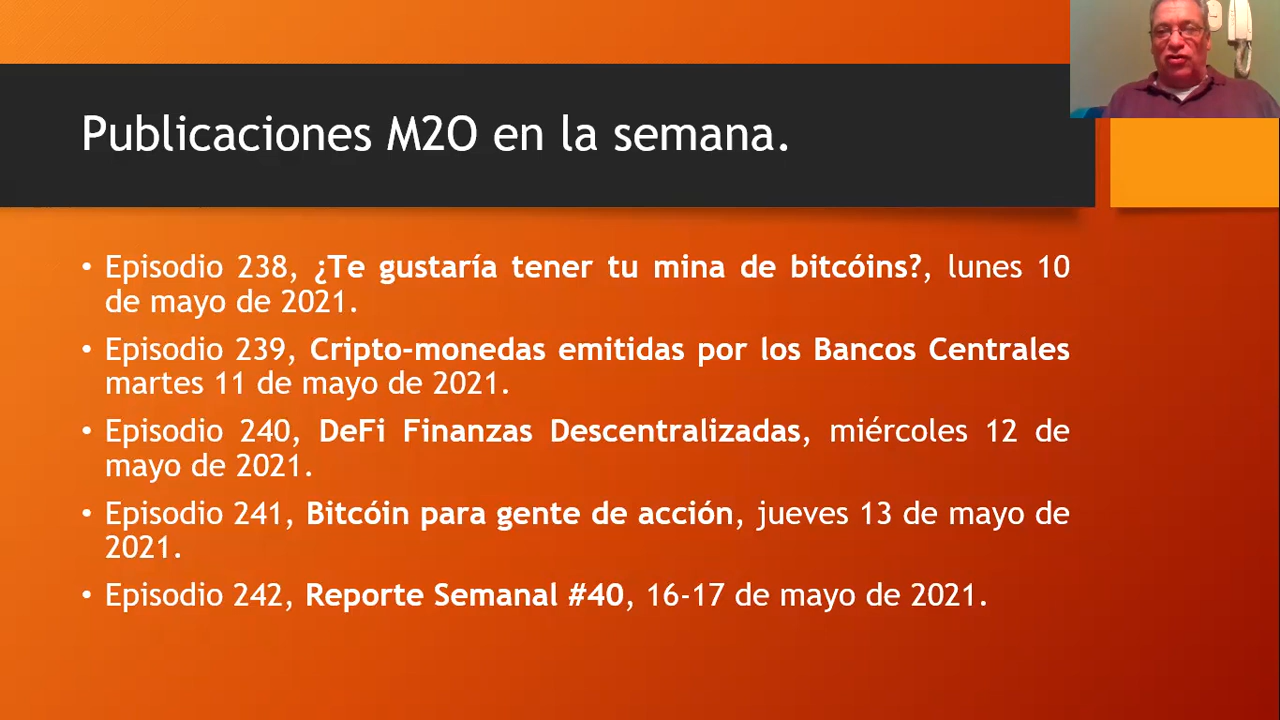 Publicaciones M2O en la semana.
• Episodio 238, ¿Te gustaría tener tu mina de bitcóins?, lunes 10
de mayo de 2021.
• Episodio 239, Cripto-monedas emitidas por los Bancos Centrales
martes 11 de mayo de 2021.
• Episodio 240, DeFi Finanzas Descentralizadas, miércoles 12 de
mayo de 2021.
• Episodio 241, Bitcóin para gente de acción, jueves 13 de mayo de
2021.
• Episodio 242, Reporte Semanal #40, 16-17 de mayo de 2021.